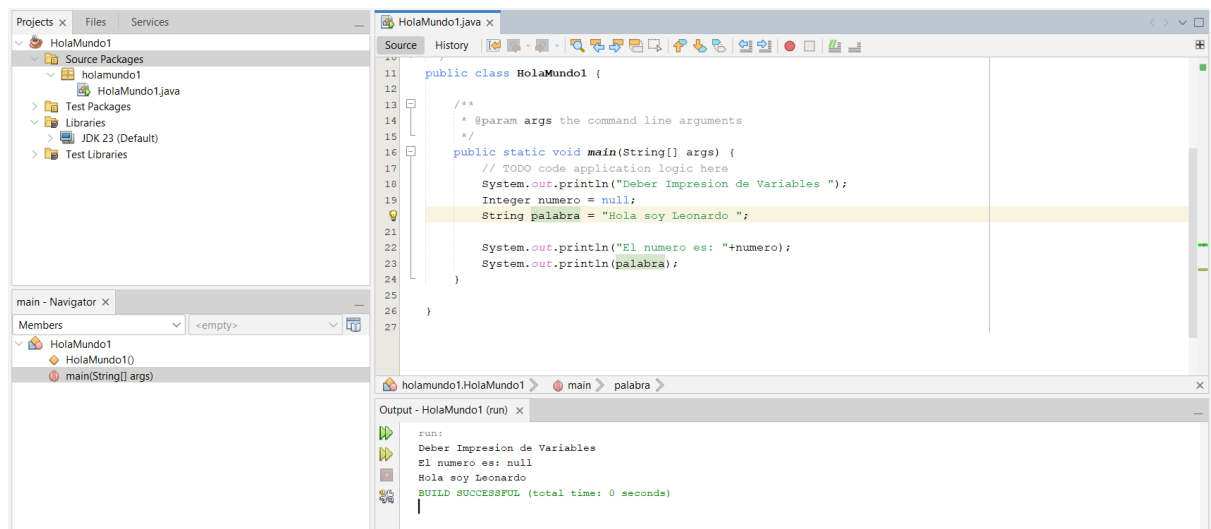 Projects × Files Services
HolaMundo1
Source Packages
holamundo1
HolaMundo1.java
Test Packages
Libraries
JDK 23 (Default)
Test Libraries
main - Navigator ×
Members <empty>
HolaMundo1
HolaMundo1()
main(String[] args)
HolaMundo1.java ×
Source History
11 public class HolaMundo1 {
12
13 /**
14 * @param args the command line arguments
15 */
16 public static void main(String[] args) {
17 // TODO code application logic here
18 System.out.println("Deber Impresion de Variables ");
19 Integer numero = null;
String palabra = "Hola soy Leonardo ";
21
22 System.out.println("El numero es: "+numero);
23 System.out.println(palabra);
24 }
25
26 }
27
holamundo1.HolaMundo1 main palabra
Output - HolaMundo1 (run) ×
run:
Deber Impresion de Variables
El numero es: null
Hola soy Leonardo
BUILD SUCCESSFUL (total time: 0 seconds)